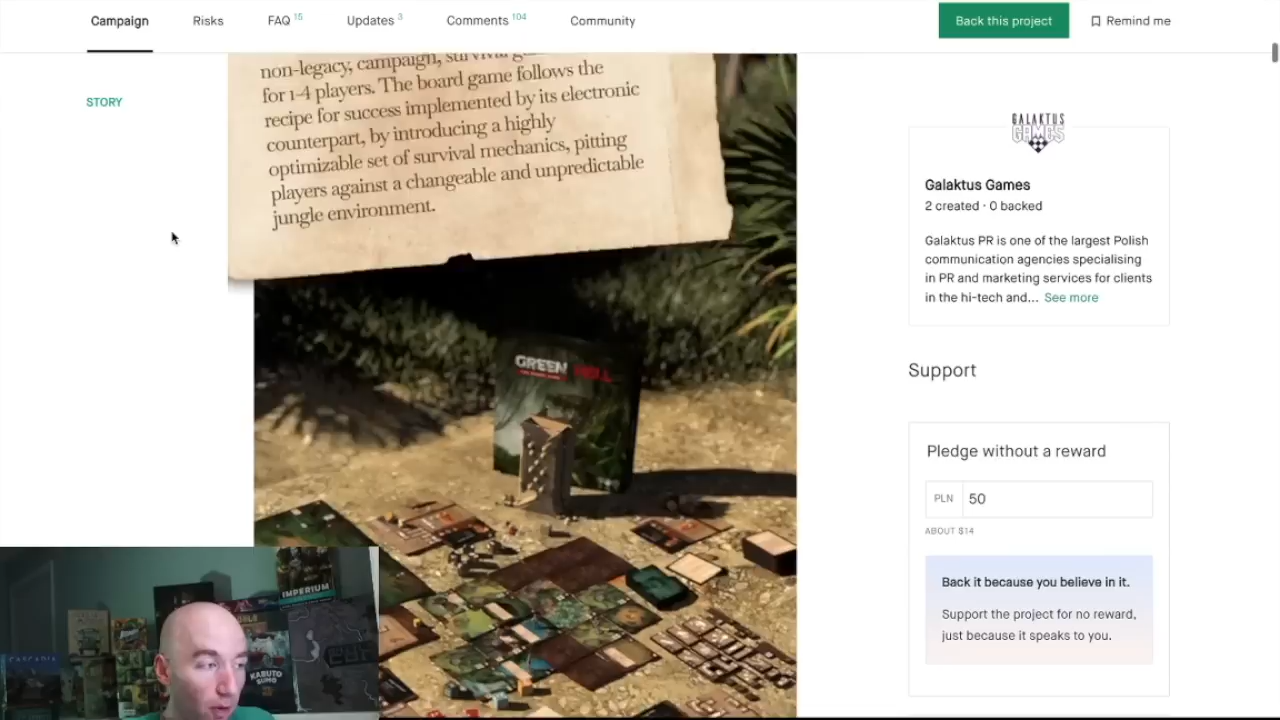 Campaign
Risks
FAQ 15
Updates 3
Comments 104
Community
Back this project
Remind me
STORY
non-legacy, campaign, survival
for 1-4 players. The board game follows the
recipe for success implemented by its electronic
counterpart, by introducing a highly
optimizable set of survival mechanics, pitting
players against a changeable and unpredictable
jungle environment.
GREEN HELL
GALAKTUS
GAMES
Galaktus Games
2 created · 0 backed
Galaktus PR is one of the largest Polish
communication agencies specialising
in PR and marketing services for clients
in the hi-tech and... See more
Support
Pledge without a reward
PLN 50
ABOUT $14
Back it because you believe in it.
Support the project for no reward,
just because it speaks to you.
IMPERIUM
CASCADIA
KABUTO
SUMO